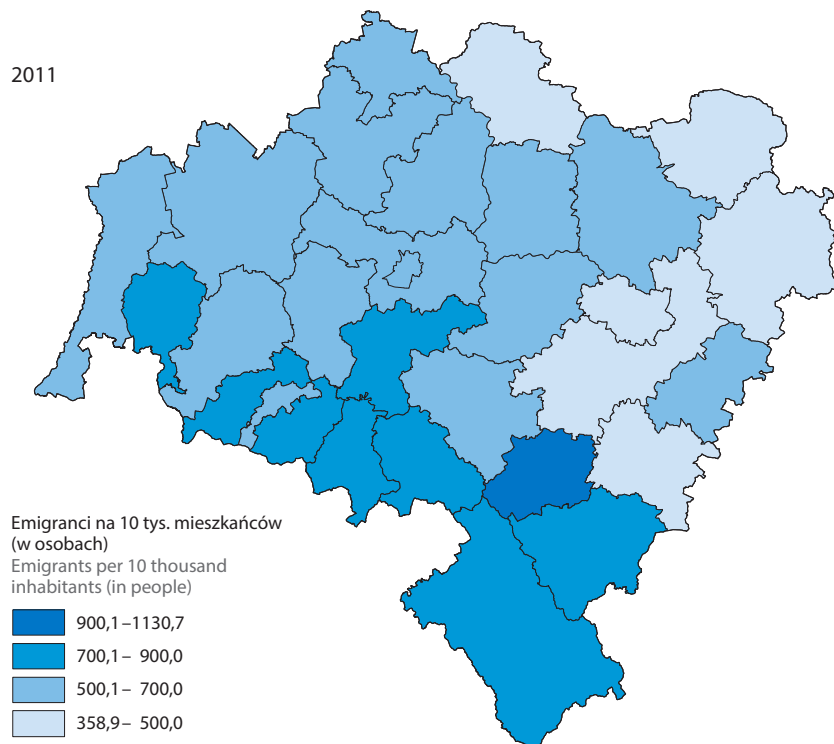 2011
Emigranci na 10 tys. mieszkańców
(w osobach)
Emigrants per 10 thousand
inhabitants (in people)
900,1–1130,7
700,1– 900,0
500,1– 700,0
358,9– 500,0